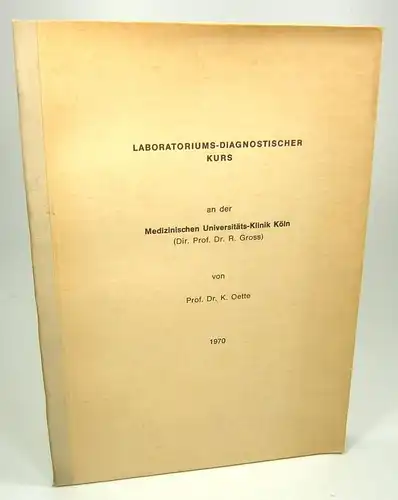 LABORATORIUMS-DIAGNOSTISCHER
KURS
an der
Medizinischen Universitäts-Klinik Köln
(Dir. Prof. Dr. R. Gross)
von
Prof. Dr. K. Oette
1970